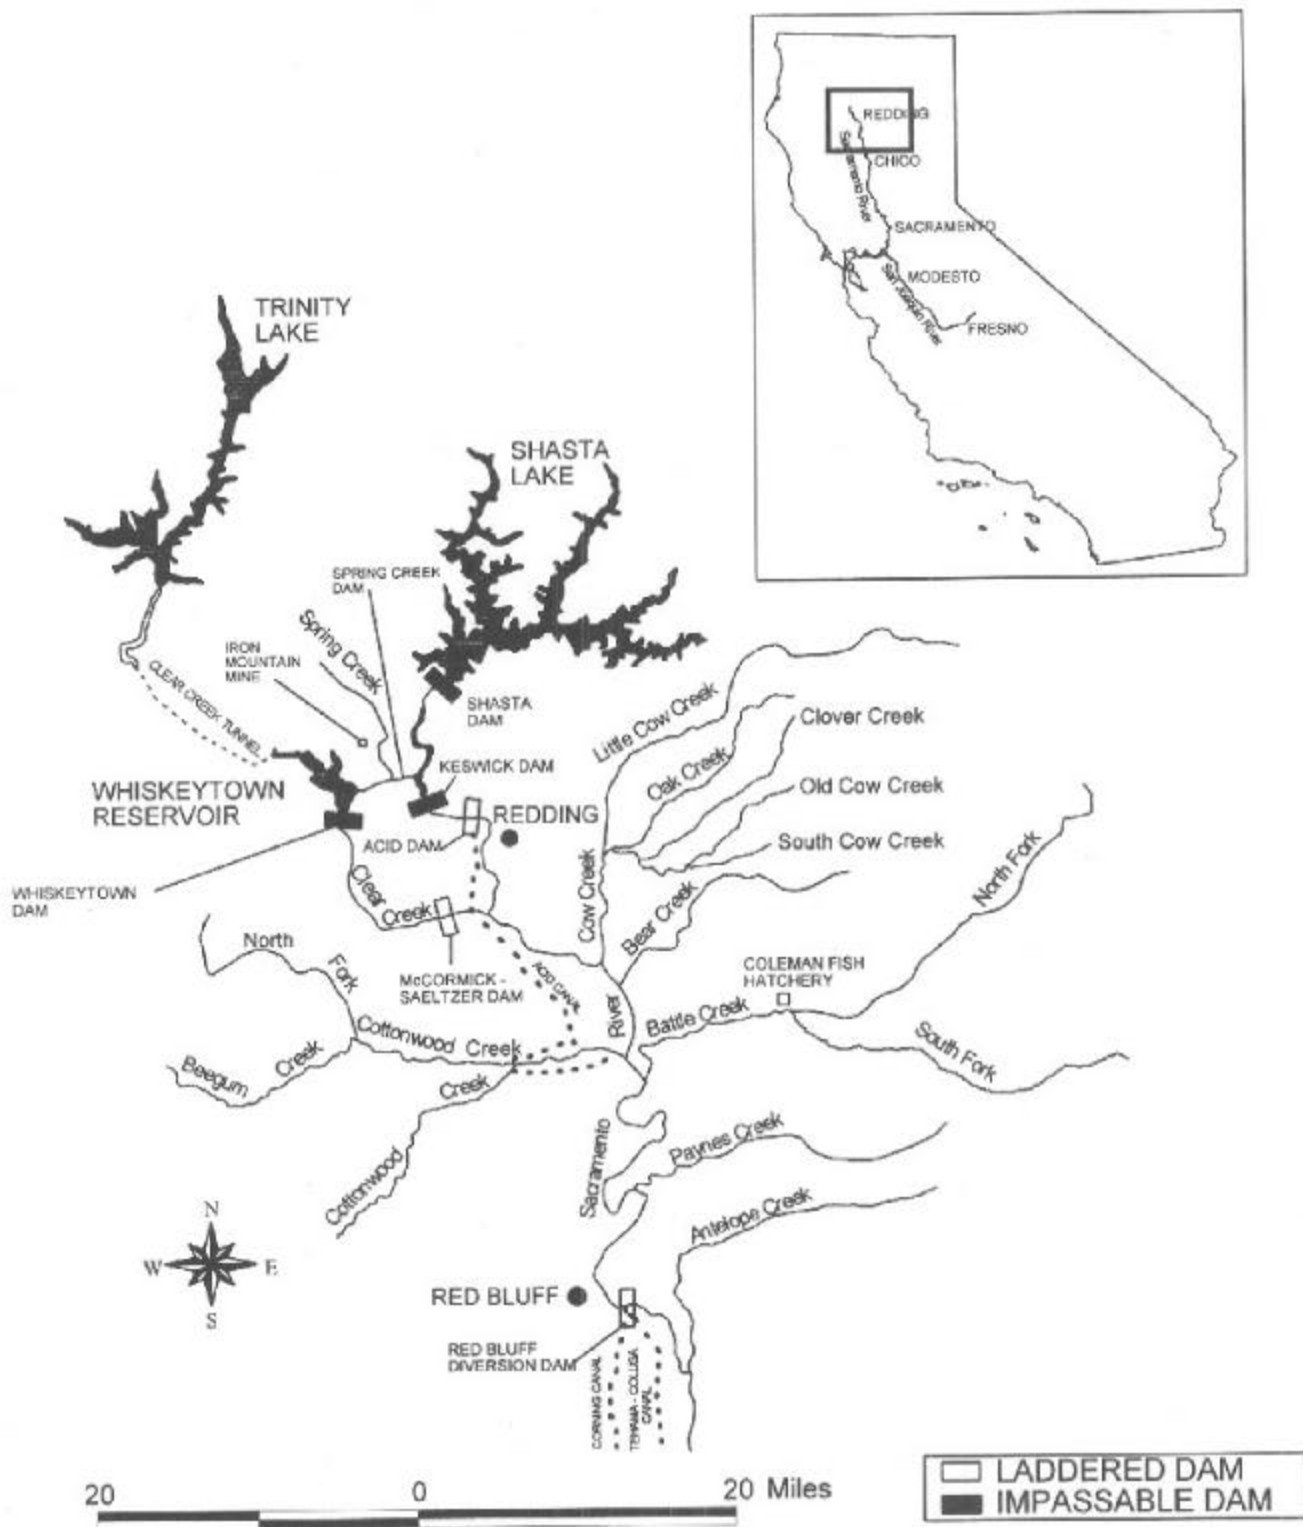 REDDING
CHICO
Sacramento River
SACRAMENTO
MODESTO
San Joaquin River
FRESNO
TRINITY
LAKE
SHASTA
LAKE
SPRING CREEK
DAM
Spring Creek
IRON
MOUNTAIN
MINE
CLEAR CREEK TUNNEL
SHASTA
DAM
Little Cow Creek
Clover Creek
Oak Creek
KESWICK DAM
WHISKEYTOWN
RESERVOIR
REDDING
Old Cow Creek
ACID DAM
South Cow Creek
WHISKEYTOWN
DAM
Clear
Creek
Cow Creek
Bear Creek
North Fork
North
Fork
McCORMICK -
SAELTZER DAM
ACID CANAL
COLEMAN FISH
HATCHERY
River
Battle Creek
South Fork
Cottonwood Creek
Beegum Creek
Creek
Cottonwood
Sacramento
Paynes Creek
Antelope Creek
N
W E
S
RED BLUFF
RED BLUFF
DIVERSION DAM
CORNING CANAL
TEHAMA - COLUSA
CANAL
20 0 20 Miles
LADDERED DAM
IMPASSABLE DAM